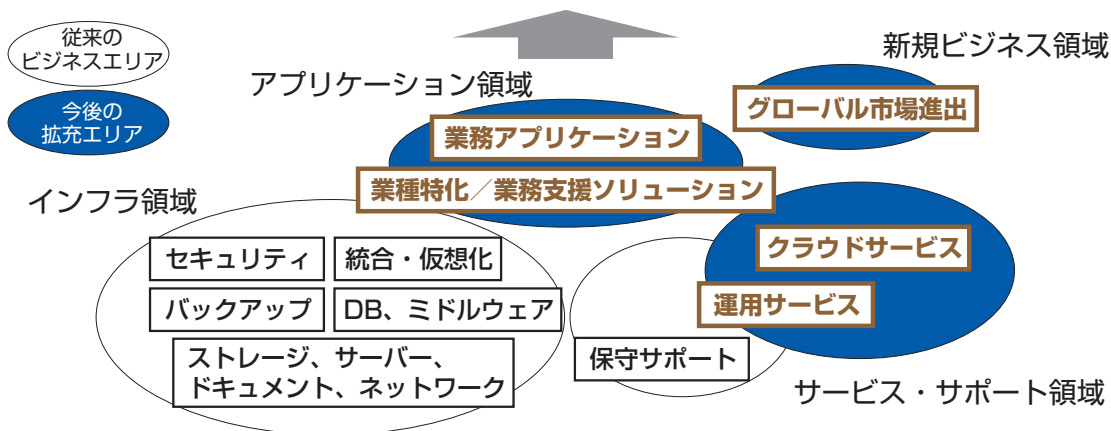 従来の
ビジネスエリア
今後の
拡充エリア
新規ビジネス領域
グローバル市場進出
アプリケーション領域
業務アプリケーション
業種特化／業務支援ソリューション
インフラ領域
セキュリティ
統合・仮想化
バックアップ
DB、ミドルウェア
ストレージ、サーバー、
ドキュメント、ネットワーク
クラウドサービス
運用サービス
保守サポート
サービス・サポート領域